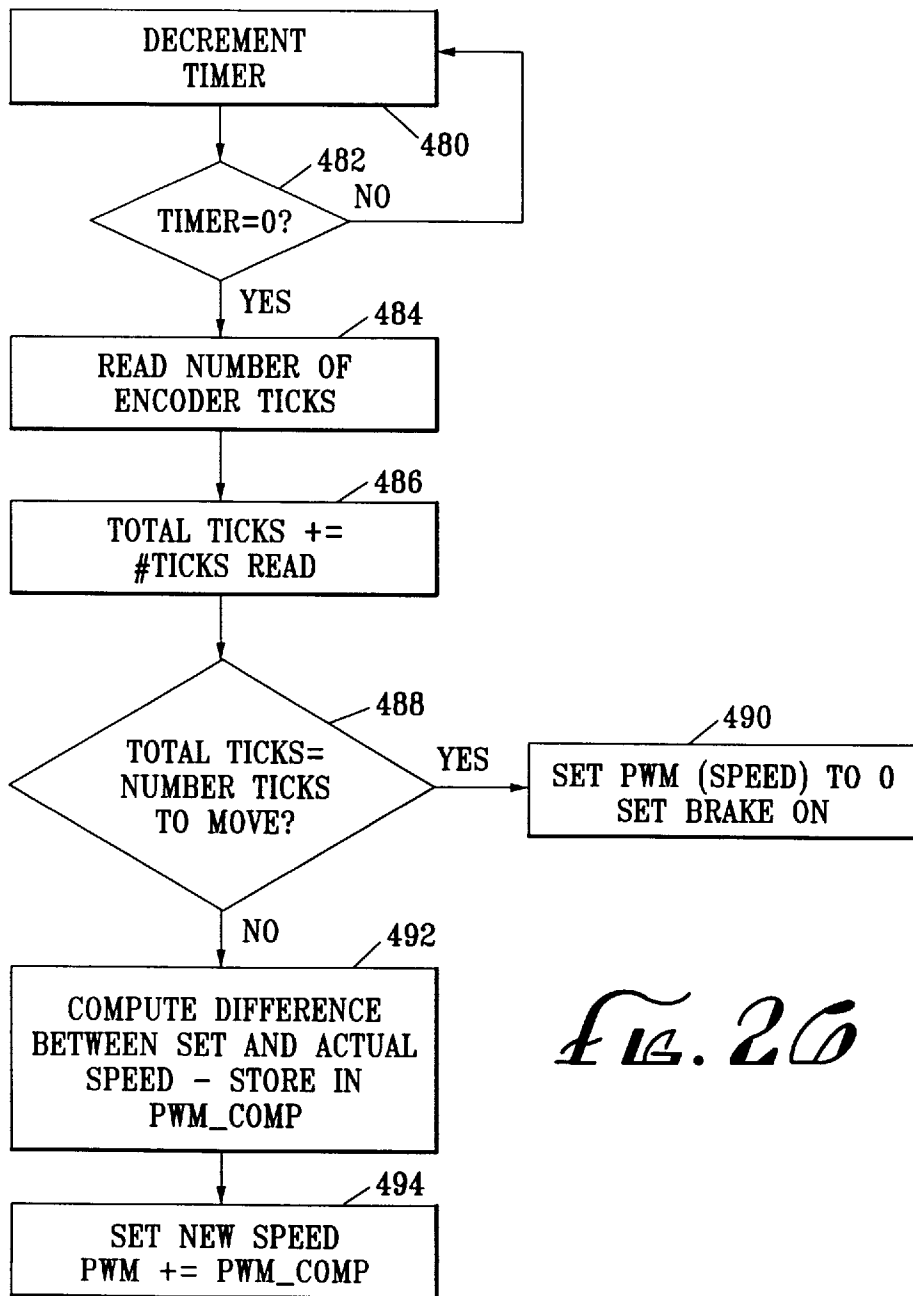 DECREMENT
TIMER
480
482
NO
TIMER=0?
YES
484
READ NUMBER OF
ENCODER TICKS
486
TOTAL TICKS +=
#TICKS READ
488
TOTAL TICKS=
NUMBER TICKS
TO MOVE?
YES
490
SET PWM (SPEED) TO 0
SET BRAKE ON
NO
492
COMPUTE DIFFERENCE
BETWEEN SET AND ACTUAL
SPEED - STORE IN
PWM_COMP
494
SET NEW SPEED
PWM += PWM_COMP
FIG. 26